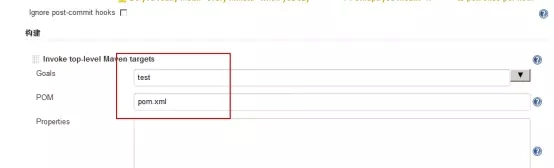 Ignore post-commit hooks
构建
Invoke top-level Maven targets
Goals
test
POM
pom.xml
Properties